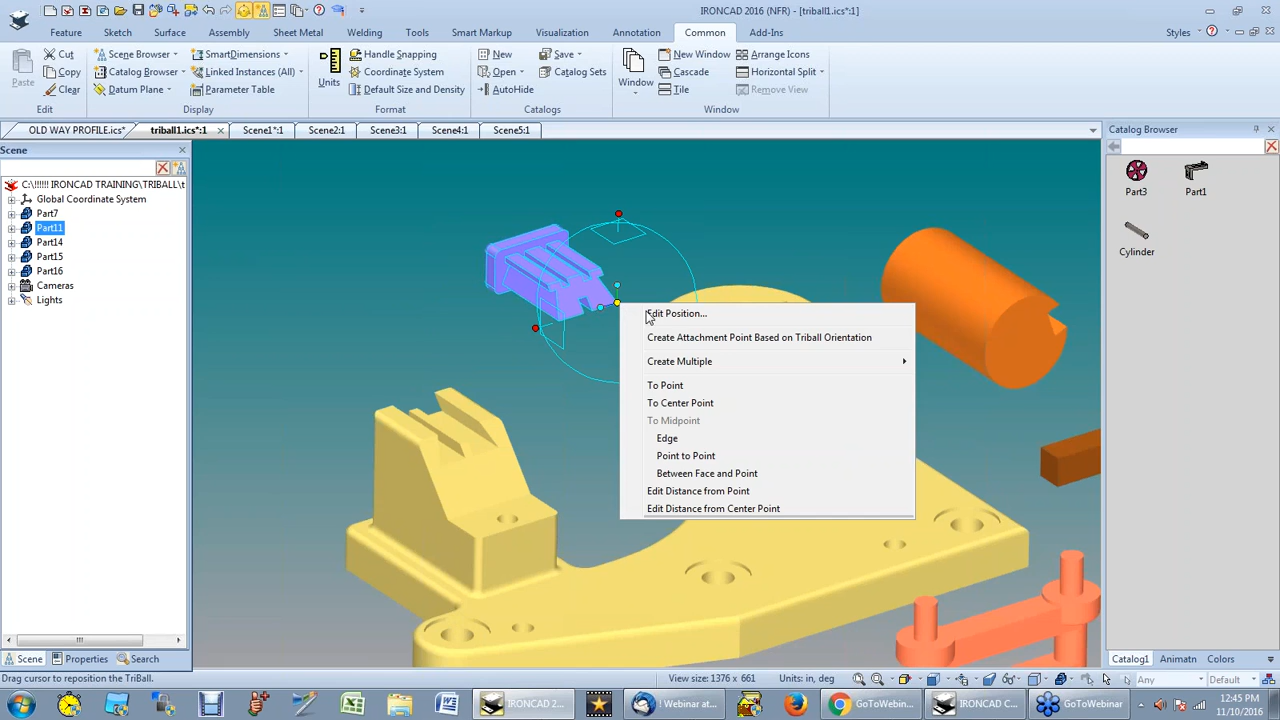 IRONCAD 2016 (NFR) - [triball1.ics*:1]
Feature Sketch Surface Assembly Sheet Metal Welding Tools Smart Markup Visualization Annotation Common Add-Ins Styles
Paste Cut Scene Browser SmartDimensions Units Handle Snapping New Save Window New Window Arrange Icons
Copy Catalog Browser Linked Instances (All) Coordinate System Open Catalog Sets Cascade Horizontal Split
Clear Datum Plane Parameter Table Default Size and Density AutoHide Tile Remove View
Edit Display Format Catalogs Window
OLD WAY PROFILE.ics* triball1.ics*:1 Scene1*:1 Scene2:1 Scene3:1 Scene4:1 Scene5:1
Scene
C:\!!!!!! IRONCAD TRAINING\TRIBALL\t
Global Coordinate System
Part7
Part11
Part14
Part15
Part16
Cameras
Lights
Edit Position...
Create Attachment Point Based on Triball Orientation
Create Multiple
To Point
To Center Point
To Midpoint
Edge
Point to Point
Between Face and Point
Edit Distance from Point
Edit Distance from Center Point
Catalog Browser
Part3 Part1
Cylinder
Scene Properties Search
Catalog1 Animatn Colors
Drag cursor to reposition the TriBall. View size: 1376 x 661 Units: in, deg Any Default
IRONCAD 2... ! Webinar at... GoToWebin... IRONCAD C... GoToWebinar 12:45 PM
11/10/2016